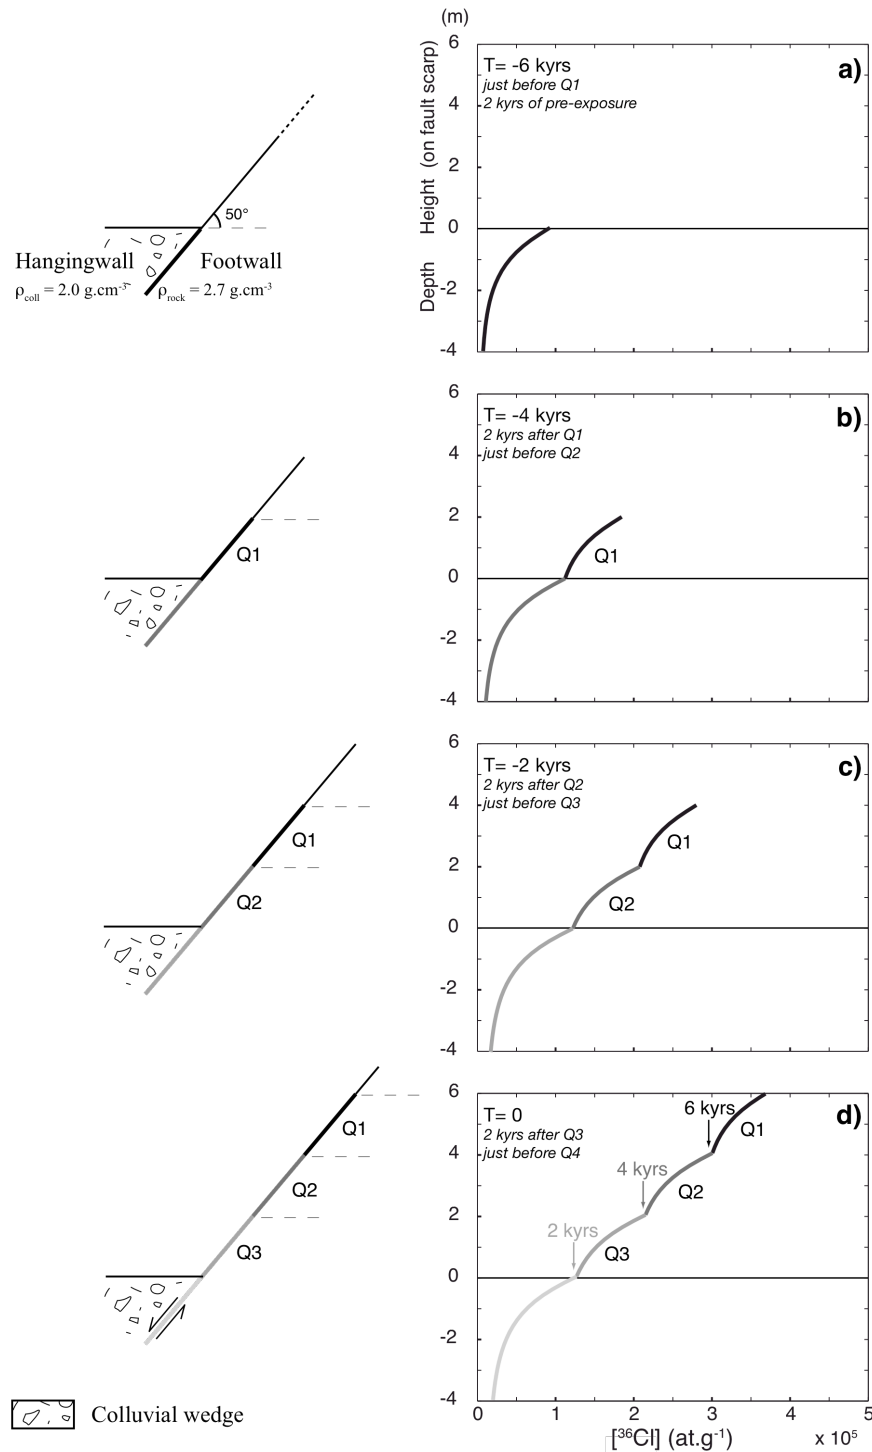 (m)
6
4
2
0
-2
-4
Height (on fault scarp)
Depth
T= -6 kyrs
just before Q1
2 kyrs of pre-exposure
a)
50°
Hangingwall
Footwall
ρcoll = 2.0 g.cm-3
ρrock = 2.7 g.cm-3
6
4
2
0
-2
-4
T= -4 kyrs
2 kyrs after Q1
just before Q2
b)
Q1
Q1
6
4
2
0
-2
-4
T= -2 kyrs
2 kyrs after Q2
just before Q3
c)
Q1
Q2
Q1
Q2
6
4
2
0
-2
-4
T= 0
2 kyrs after Q3
just before Q4
d)
6 kyrs
Q1
4 kyrs
Q2
2 kyrs
Q3
Q1
Q2
Q3
0 1 2 3 4 5
[36Cl] (at.g-1)
x 10⁵
Colluvial wedge